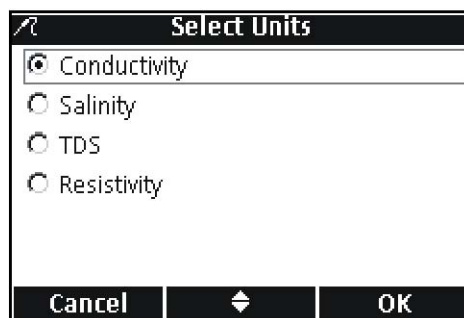 Select Units
Conductivity
Salinity
TDS
Resistivity
Cancel OK